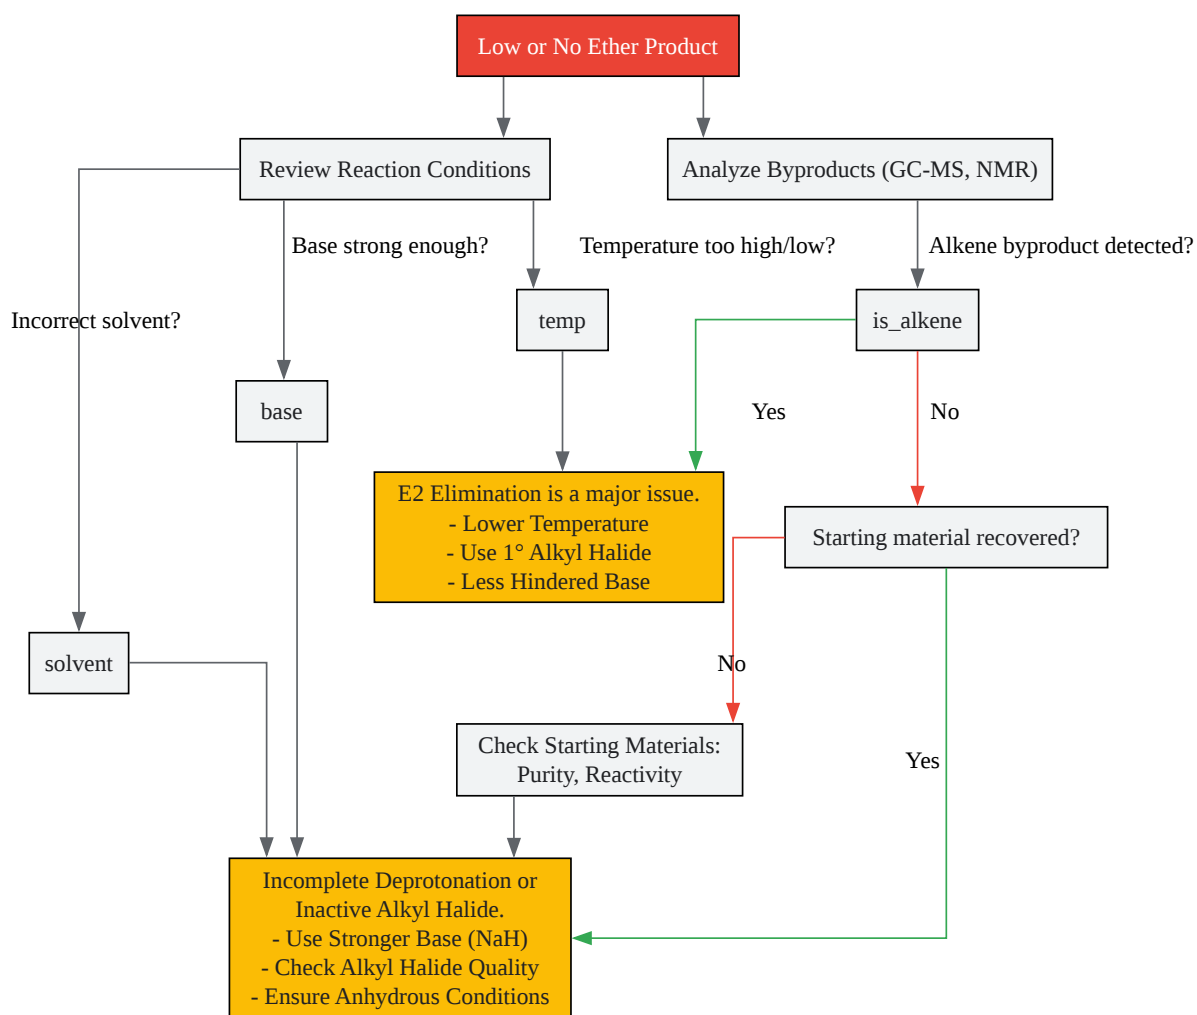 Low or No Ether Product
Review Reaction Conditions
Analyze Byproducts (GC-MS, NMR)
Base strong enough?
Temperature too high/low?
Alkene byproduct detected?
Incorrect solvent?
temp
is_alkene
base
Yes
No
E2 Elimination is a major issue.
- Lower Temperature
- Use 1° Alkyl Halide
- Less Hindered Base
Starting material recovered?
solvent
No
Check Starting Materials:
Purity, Reactivity
Yes
Incomplete Deprotonation or
Inactive Alkyl Halide.
- Use Stronger Base (NaH)
- Check Alkyl Halide Quality
- Ensure Anhydrous Conditions